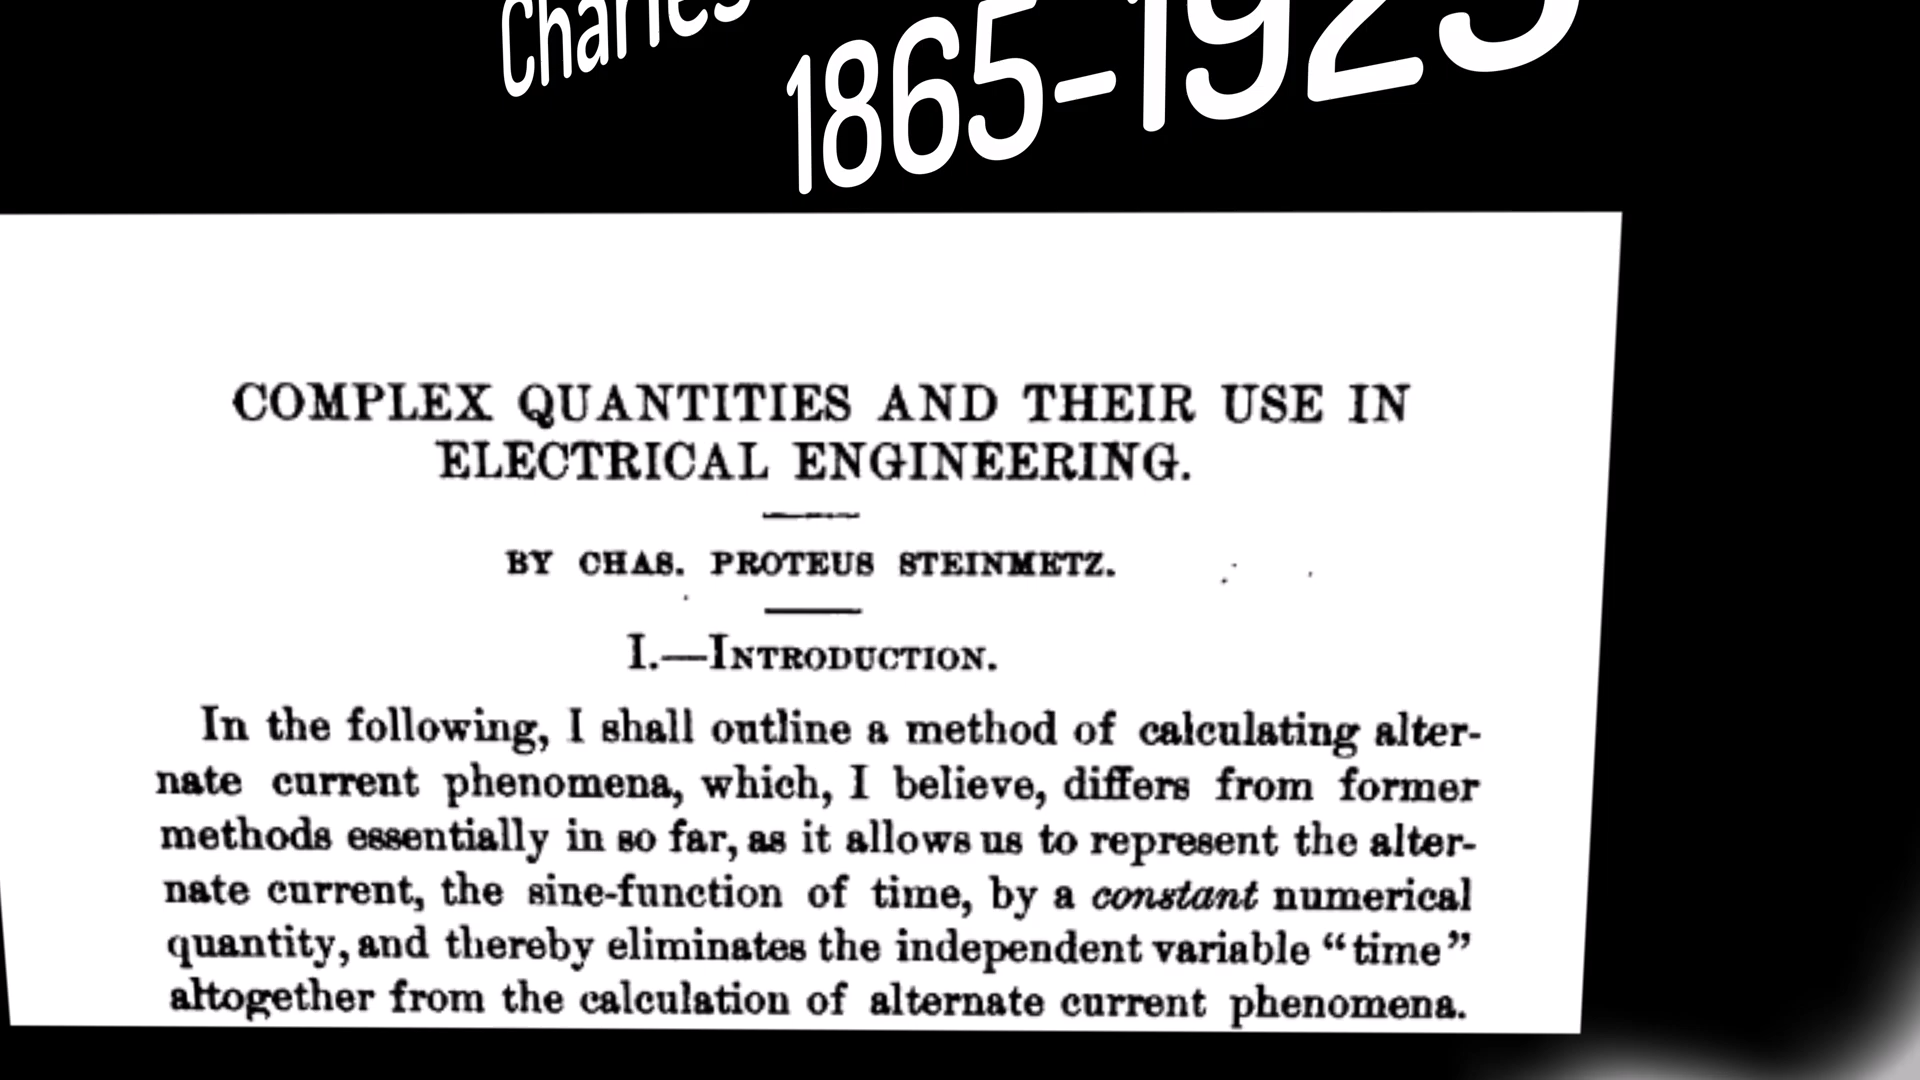 Charles
1865-1923
COMPLEX QUANTITIES AND THEIR USE IN
ELECTRICAL ENGINEERING.
BY CHAS. PROTEUS STEINMETZ.
I.—INTRODUCTION.
In the following, I shall outline a method of calculating alter-
nate current phenomena, which, I believe, differs from former
methods essentially in so far, as it allows us to represent the alter-
nate current, the sine-function of time, by a constant numerical
quantity, and thereby eliminates the independent variable “time”
altogether from the calculation of alternate current phenomena.